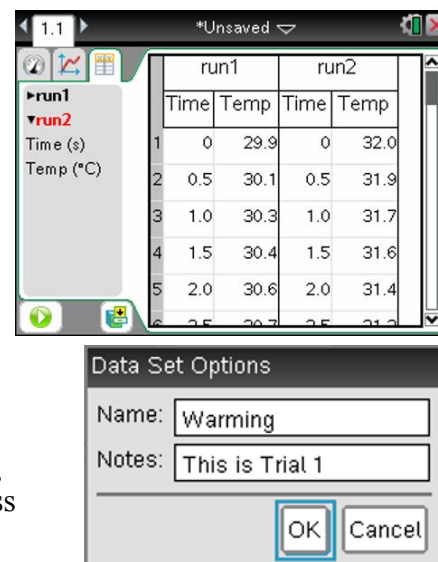 1.1 *Unsaved
run1 run2
▸run1 Time Temp Time Temp
▾run2
Time (s) 1 0 29.9 0 32.0
Temp (°C) 2 0.5 30.1 0.5 31.9
3 1.0 30.3 1.0 31.7
4 1.5 30.4 1.5 31.6
5 2.0 30.6 2.0 31.4
Data Set Options
Name: Warming
Notes: This is Trial 1
ss
OK Cancel